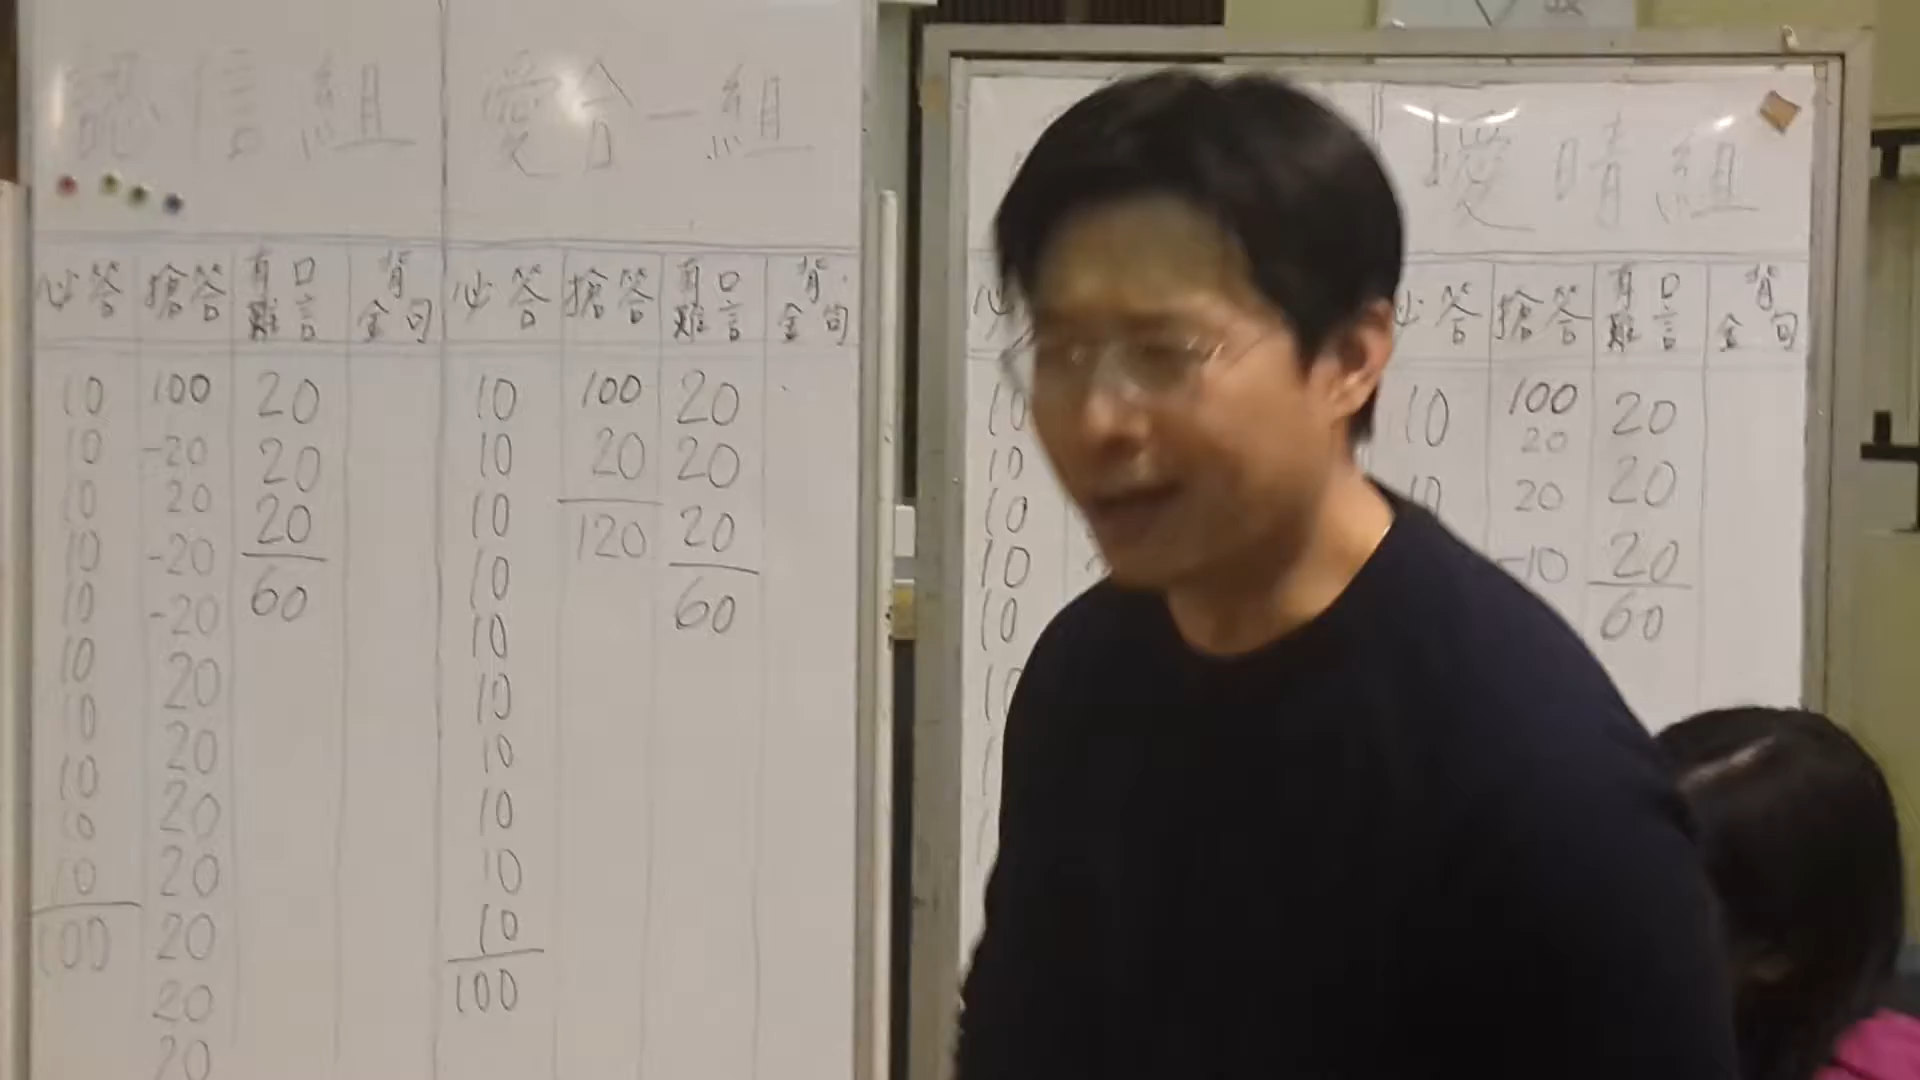 認信組 愛合一組
愛晴組
必答 搶答 有口難言 背金句 必答 搶答 有口難言 背金句
必答 搶答 有口難言 背金句
10 100 20 10 100 20
10 -20 20 10 20 20
10 20 20 10 120 20
10 -20 60 10 60
10 -20 10
10 20 10
10 20 10
10 20 10
10 20 10
10 20 10
100 20 100
20
10 10 100 20
10 20
10 20 20
10 -10 20
10 60
10